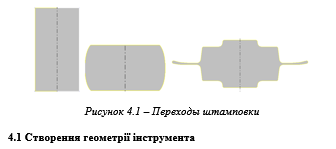 Рисунок 4.1 – Переходы штамповки
4.1 Створення геометрії інструмента